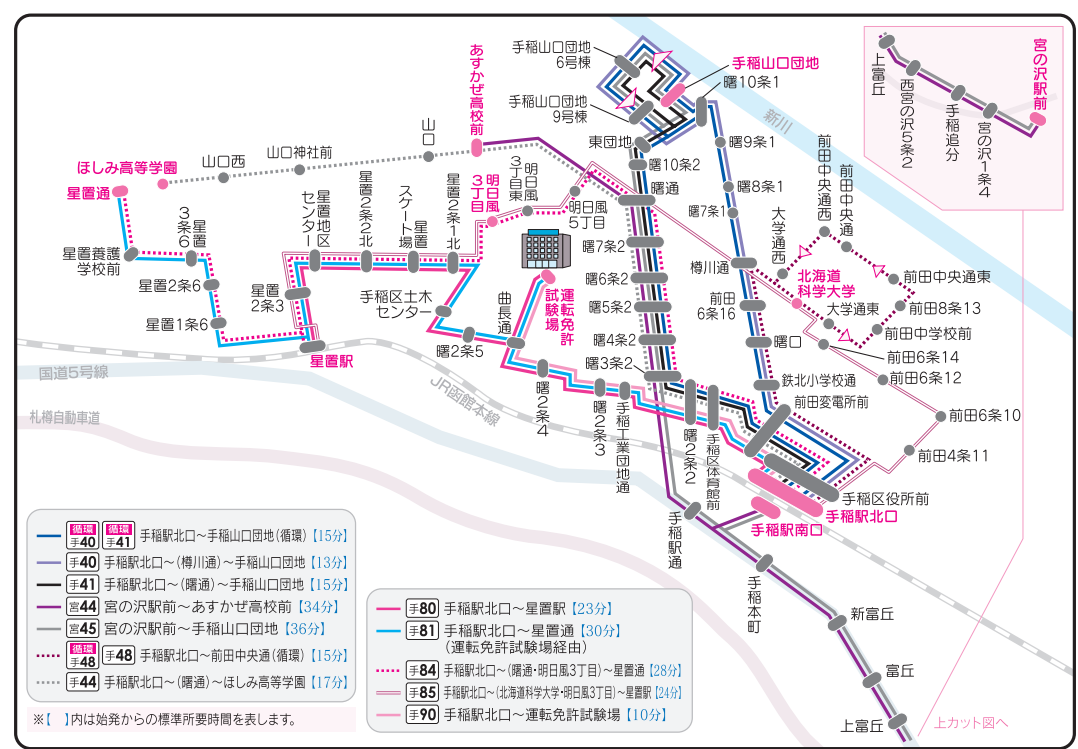 手稲山口団地
6号棟
手稲山口団地
曙10条1
手稲山口団地
9号棟
東団地
曙10条2
曙通
新川
曙9条1
曙8条1
曙7条1
樽川通
上富丘
西宮の沢5条2
手稲追分
宮の沢1条4
宮の沢駅前
あすかぜ高校前
山口
山口神社前
山口西
ほしみ高等学園
星置通
星置養護
学校前
星置
3条6
星置2条6
星置1条6
星置
2条3
星置駅
星置地区
センター
星置2条2北
星置
スケート場
星置2条1北
明日風
3丁目
明日風
3丁目東
明日風
5丁目
手稲区土木
センター
曙2条5
曲長通
運転免許
試験場
曙2条4
曙2条3
手稲工業団地通
曙7条2
曙6条2
曙5条2
曙4条2
曙3条2
曙2条2
手稲区体育館前
前田
6条16
曙口
鉄北小学校通
前田変電所前
大学通西
前田中央通西
前田中央通
前田中央通東
前田8条13
前田中学校前
大学通東
北海道
科学大学
前田6条14
前田6条12
前田6条10
前田4条11
手稲区役所前
手稲駅北口
手稲駅南口
手稲駅通
手稲本町
新富丘
富丘
上富丘
上カット図へ
国道5号線
札樽自動車道
JR函館本線
循環 手40 循環 手41 手稲駅北口～手稲山口団地(循環)【15分】
手40 手稲駅北口～(樽川通)～手稲山口団地【13分】
手41 手稲駅北口～(曙通)～手稲山口団地【15分】
宮44 宮の沢駅前～あすかぜ高校前【34分】
宮45 宮の沢駅前～手稲山口団地【36分】
循環 手48 手48 手稲駅北口～前田中央通(循環)【15分】
手44 手稲駅北口～(曙通)～ほしみ高等学園【17分】
※【　】内は始発からの標準所要時間を表します。
手80 手稲駅北口～星置駅【23分】
手81 手稲駅北口～星置通【30分】
(運転免許試験場経由)
手84 手稲駅北口～(曙通・明日風3丁目)～星置通【28分】
手85 手稲駅北口～(北海道科学大学・明日風3丁目)～星置駅【24分】
手90 手稲駅北口～運転免許試験場【10分】